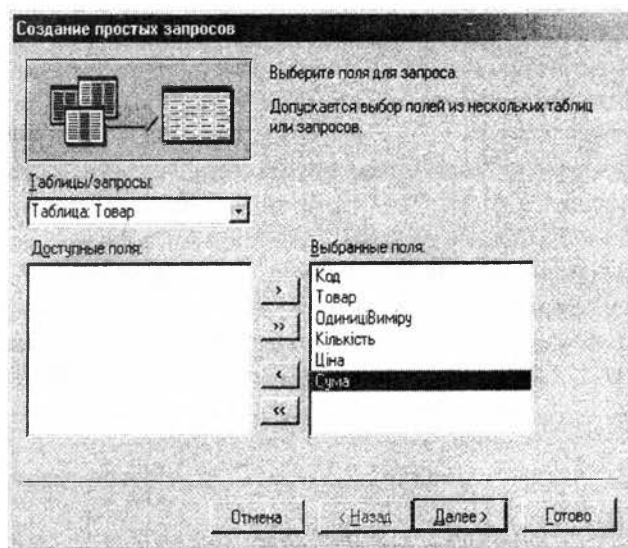 Создание простых запросов
Выберите поля для запроса.
Допускается выбор полей из нескольких таблиц
или запросов.
Таблицы/запросы:
Таблица: Товар
Доступные поля:
Выбранные поля:
Код
Товар
ОдиниціВиміру
Кількість
Ціна
Сума
>
>>
<
<<
Отмена
< Назад
Далее >
Готово